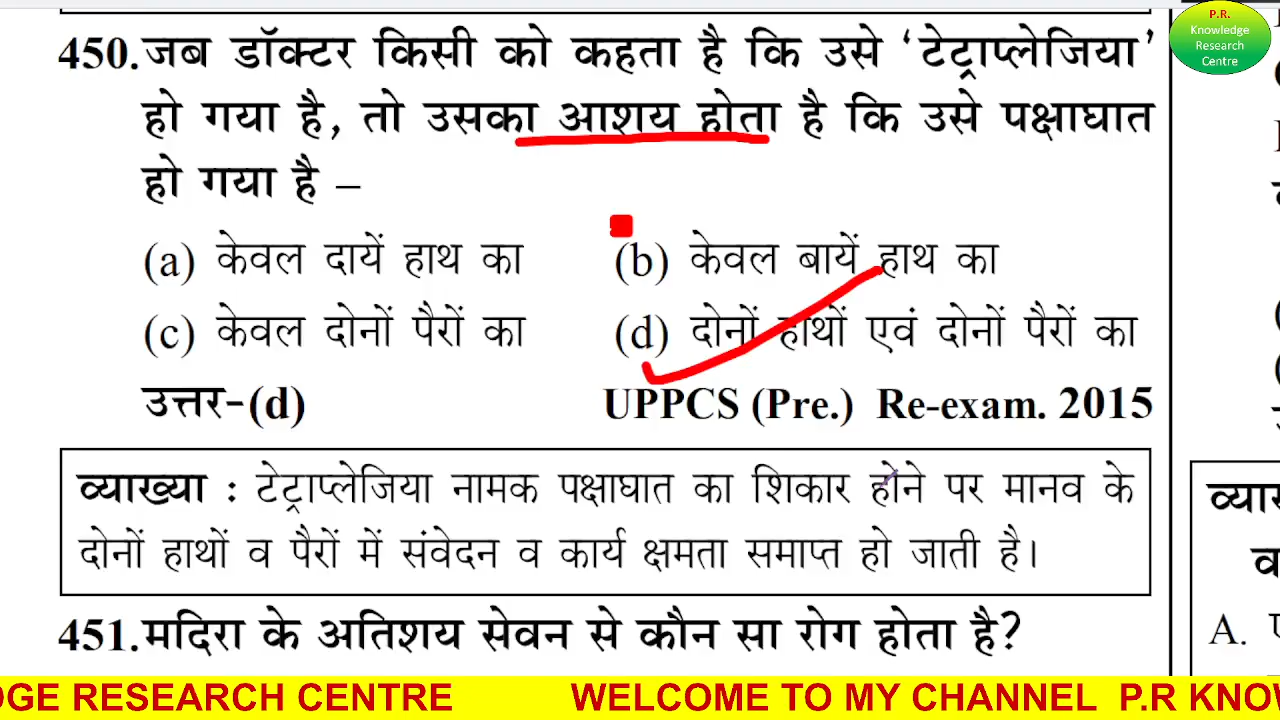 P.R.
Knowledge
Research
Centre
450. जब डॉक्टर किसी को कहता है कि उसे ‘टेट्राप्लेजिया’
हो गया है, तो उसका आशय होता है कि उसे पक्षाघात
हो गया है –
(a) केवल दायें हाथ का (b) केवल बायें हाथ का
(c) केवल दोनों पैरों का (d) दोनों हाथों एवं दोनों पैरों का
उत्तर-(d) UPPCS (Pre.) Re-exam. 2015
व्याख्या : टेट्राप्लेजिया नामक पक्षाघात का शिकार होने पर मानव के
दोनों हाथों व पैरों में संवेदन व कार्य क्षमता समाप्त हो जाती है।
451. मदिरा के अतिशय सेवन से कौन सा रोग होता है?
A.
DGE RESEARCH CENTRE WELCOME TO MY CHANNEL P.R KNOW